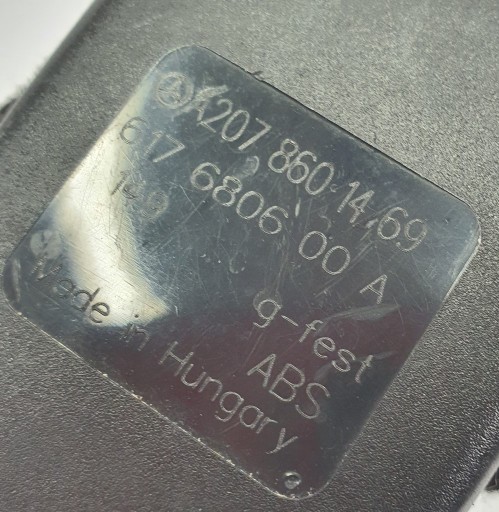 A207 860 14 69
617 6806 00 A
g-fest
ABS
Made in Hungary